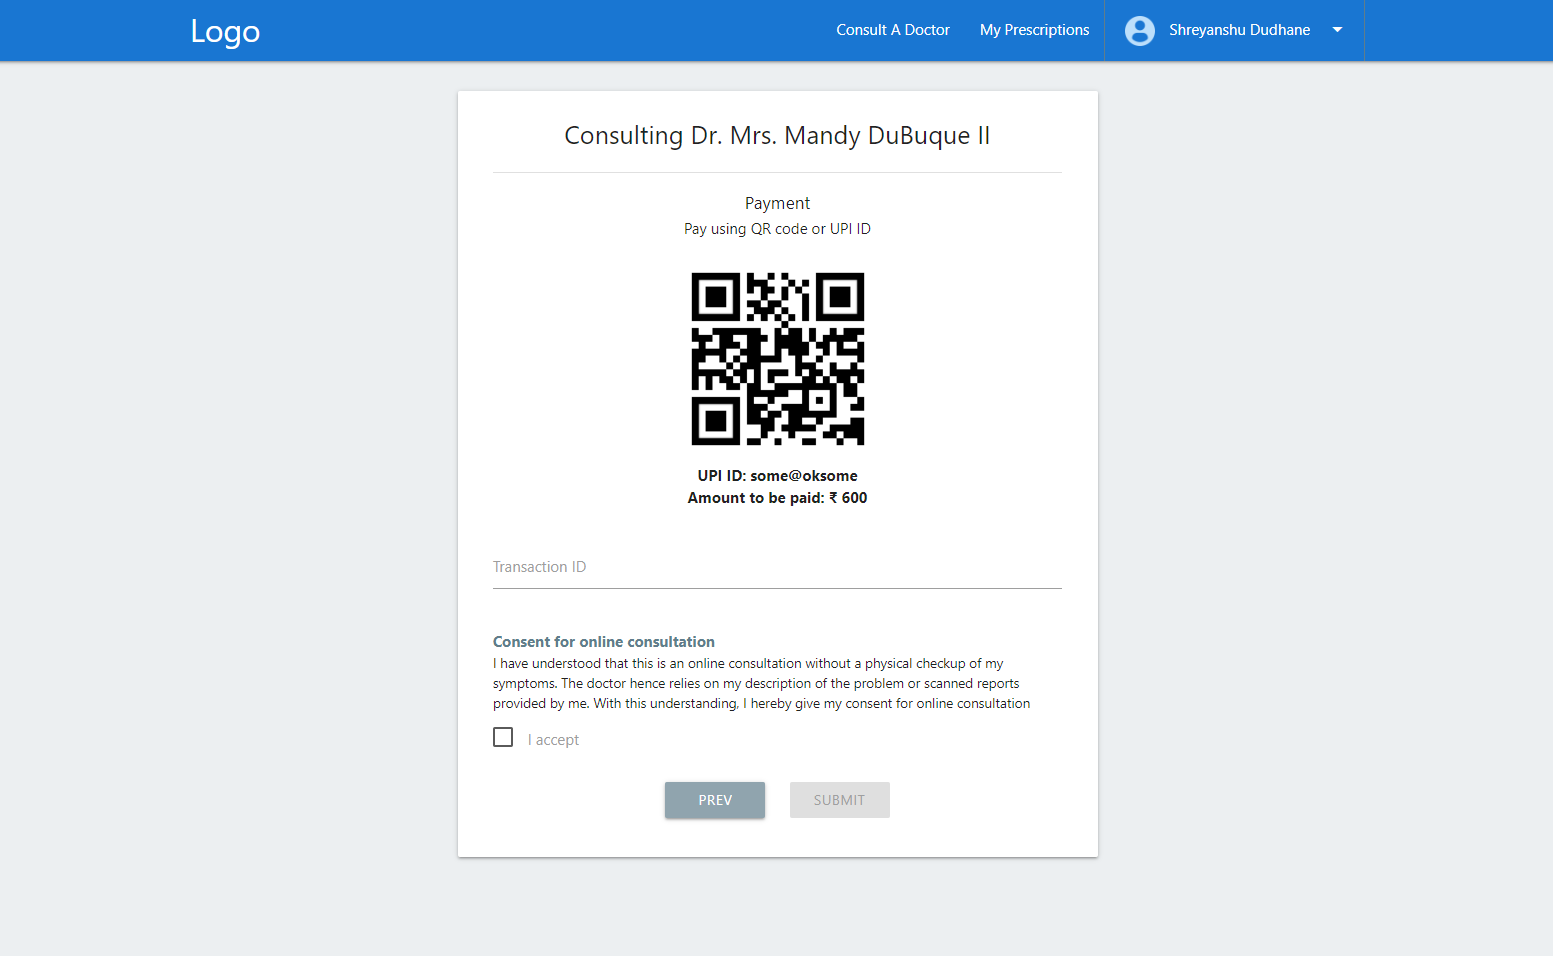 Logo
Consult A Doctor
My Prescriptions
Shreyanshu Dudhane
Consulting Dr. Mrs. Mandy DuBuque II
Payment
Pay using QR code or UPI ID
UPI ID: some@oksome
Amount to be paid: ₹ 600
Transaction ID
Consent for online consultation
I have understood that this is an online consultation without a physical checkup of my
symptoms. The doctor hence relies on my description of the problem or scanned reports
provided by me. With this understanding, I hereby give my consent for online consultation
I accept
PREV
SUBMIT